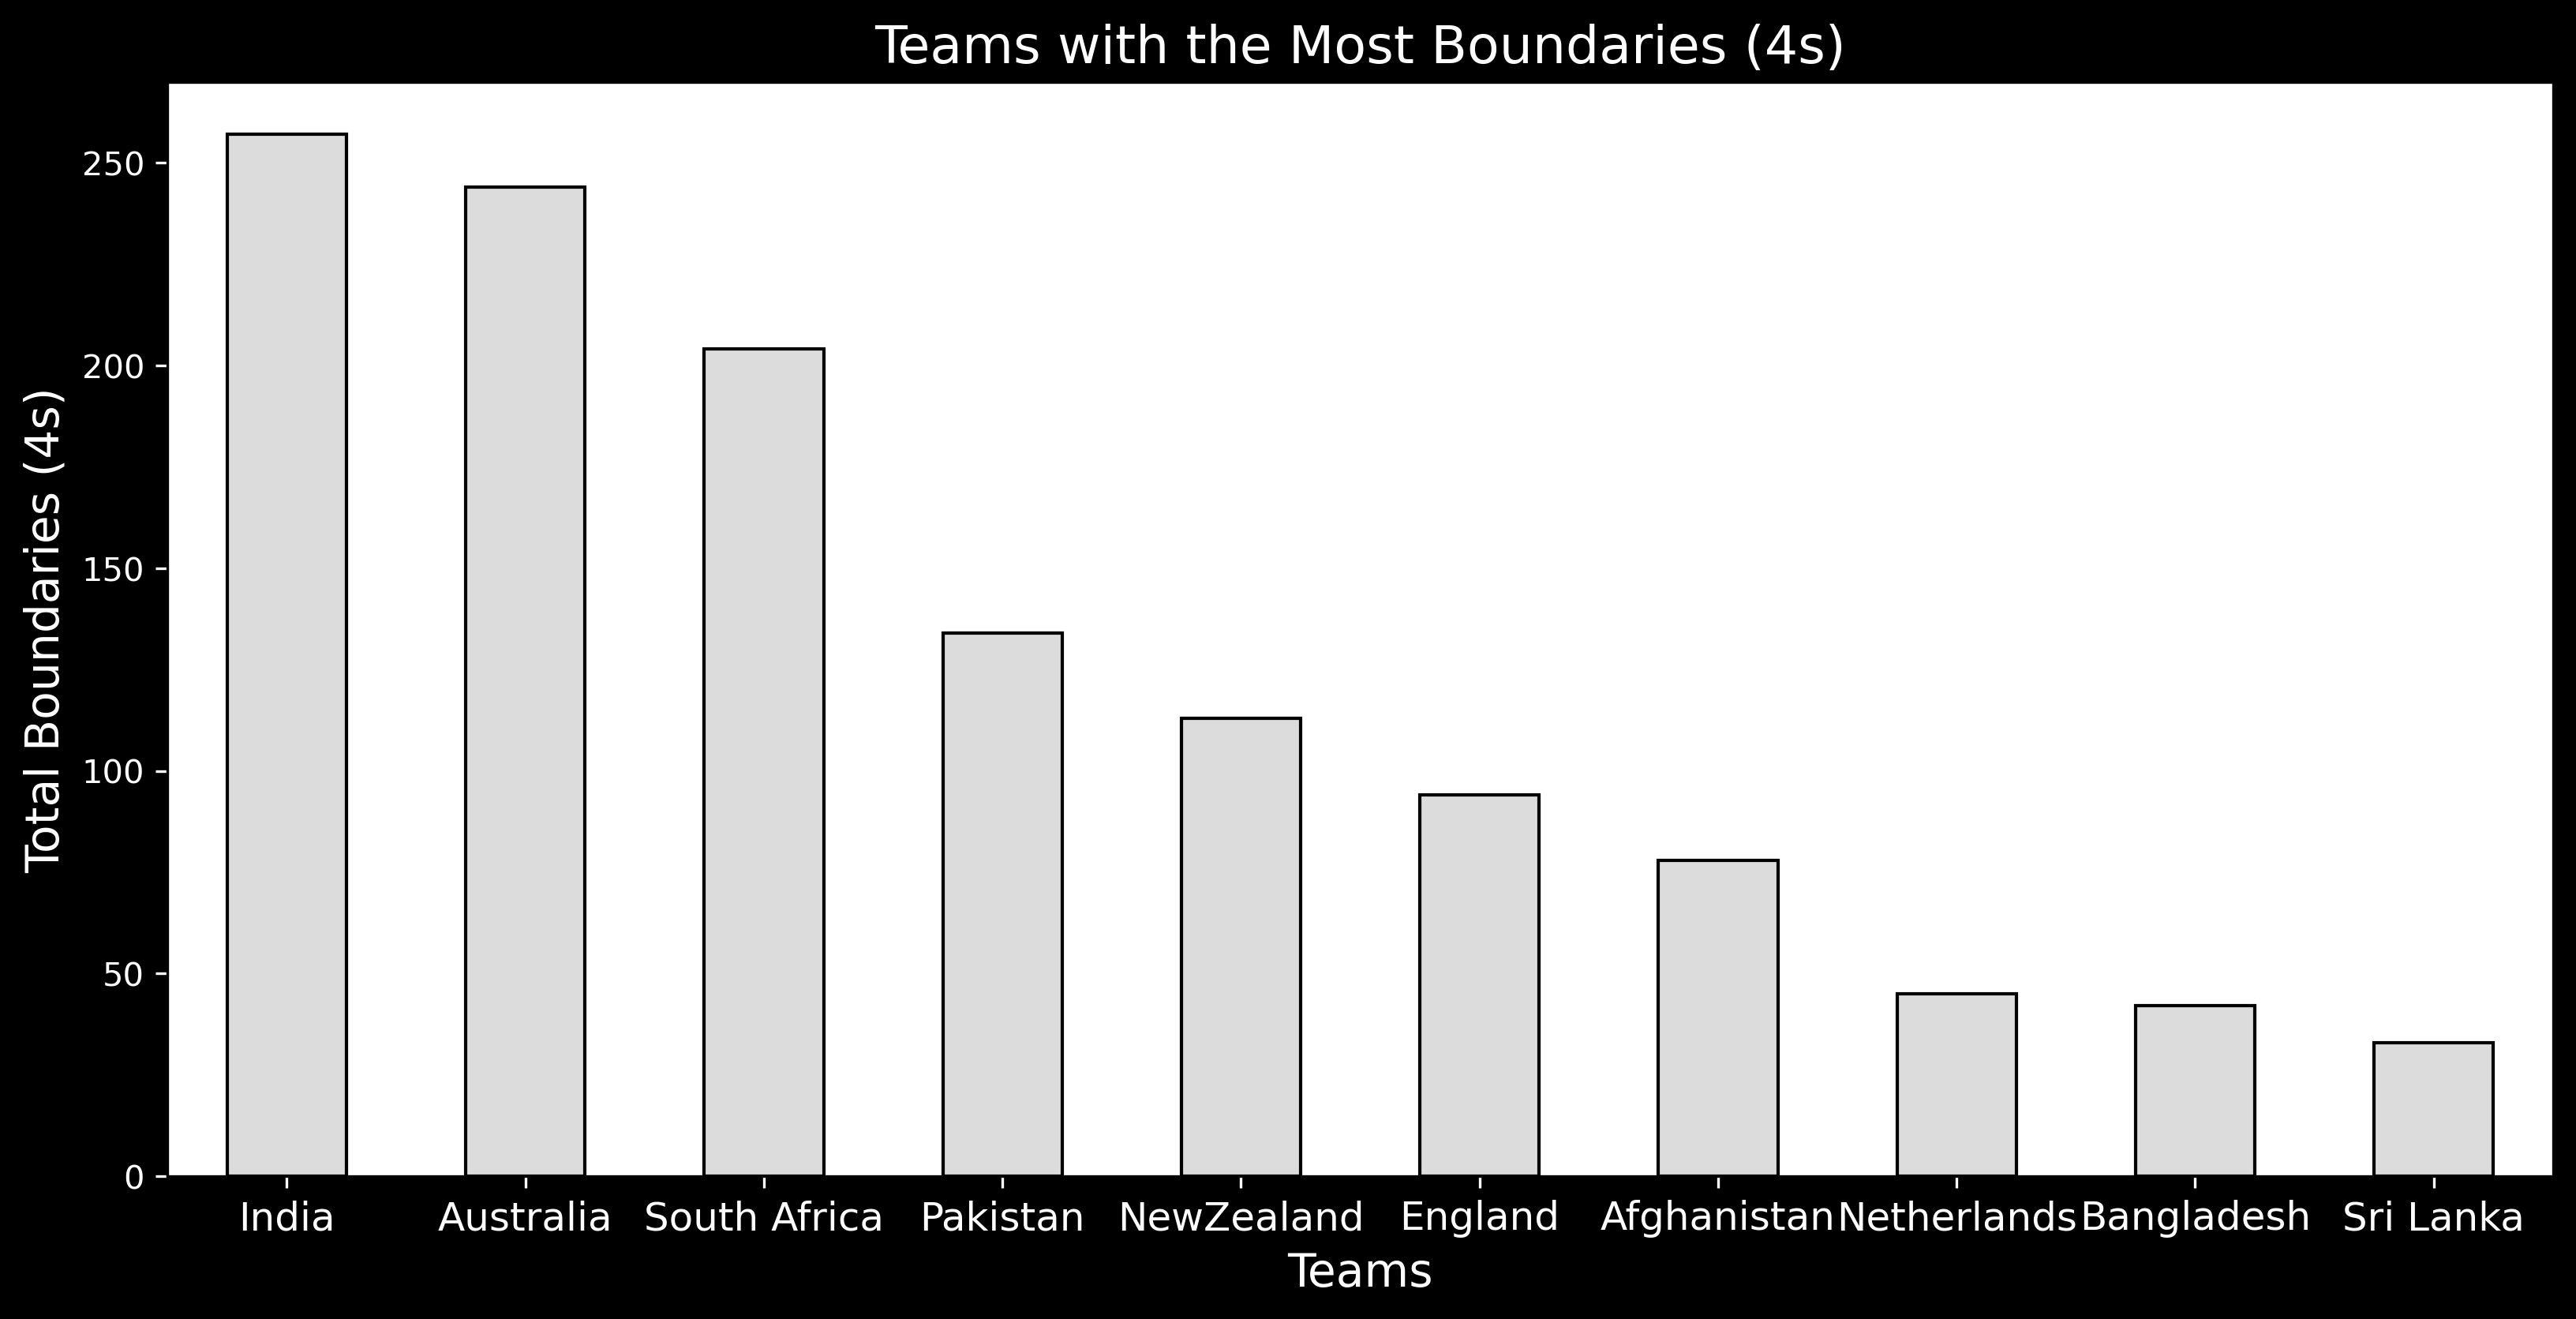 Teams with the Most Boundaries (4s)
Total Boundaries (4s)
250
200
150
100
50
0
India Australia South Africa Pakistan NewZealand England Afghanistan Netherlands Bangladesh Sri Lanka
Teams